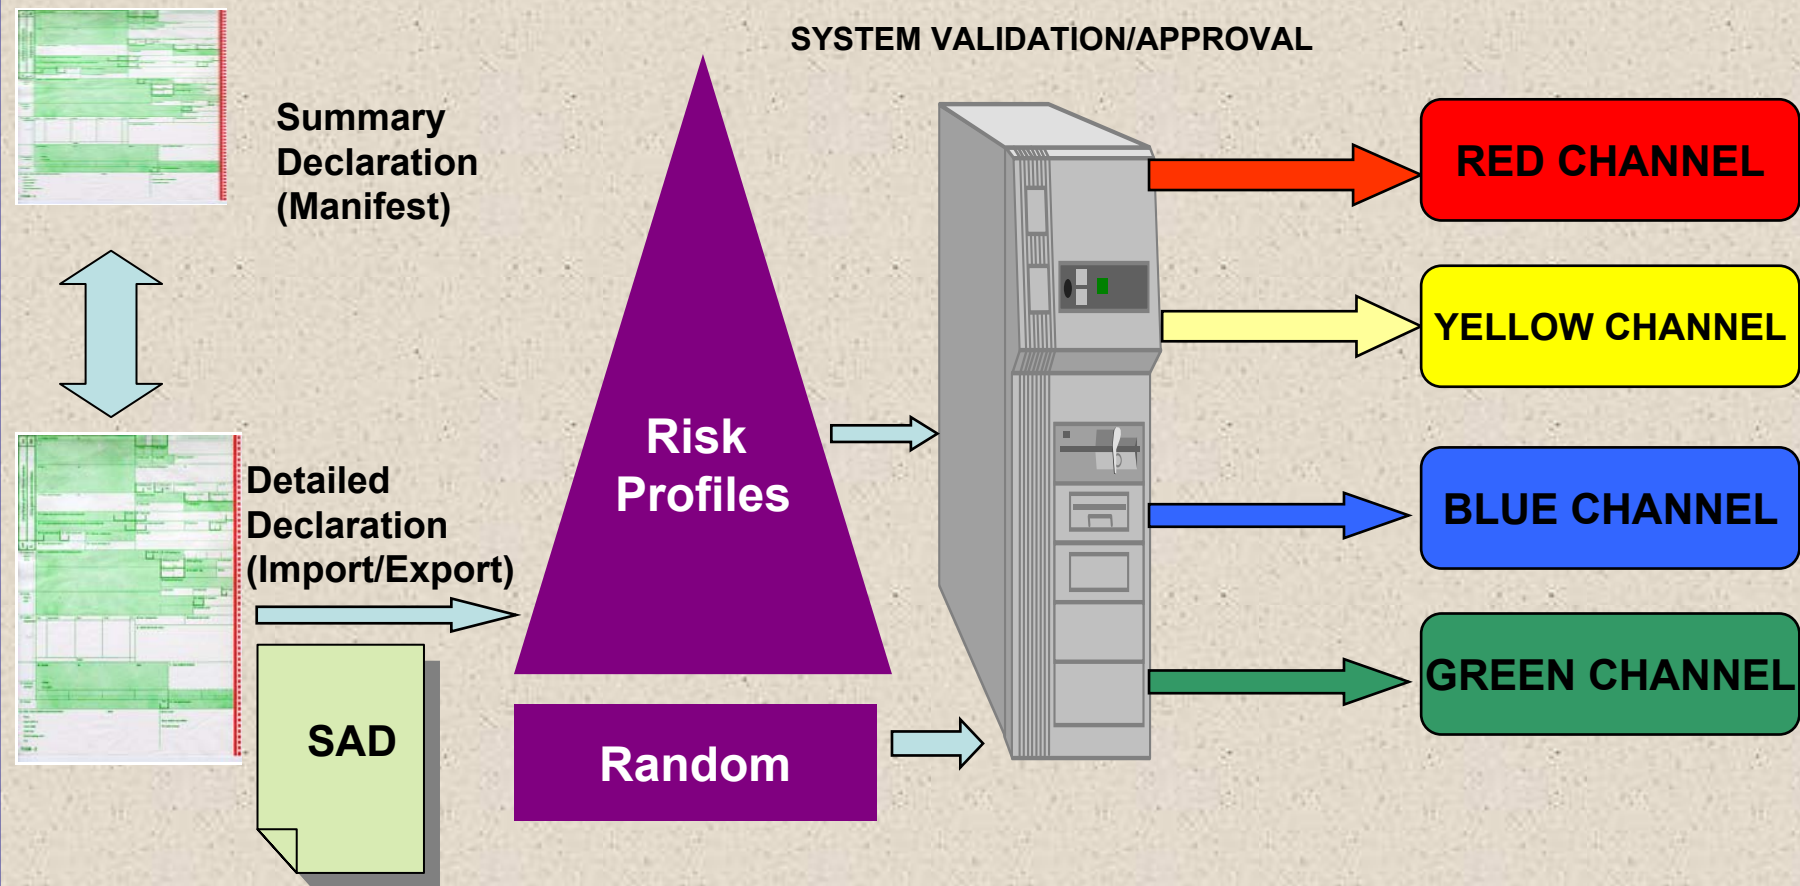 SYSTEM VALIDATION/APPROVAL
Summary
Declaration
(Manifest)
Detailed
Declaration
(Import/Export)
SAD
Risk
Profiles
Random
RED CHANNEL
YELLOW CHANNEL
BLUE CHANNEL
GREEN CHANNEL